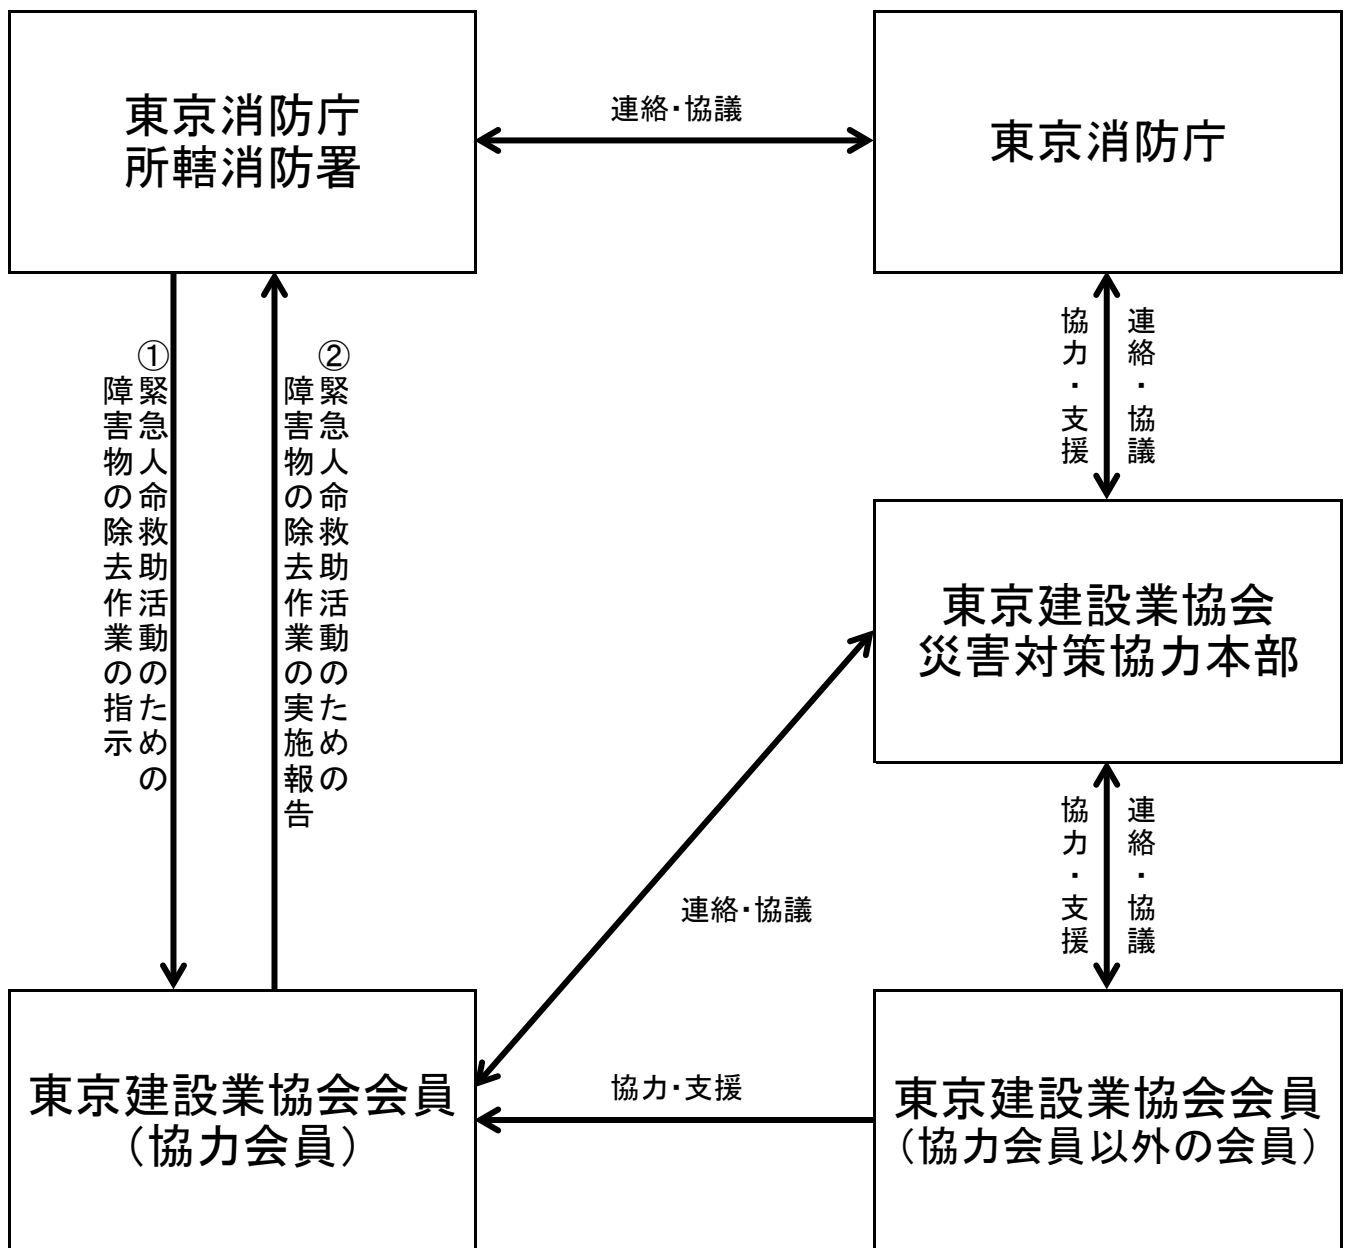 東京消防庁
所轄消防署
連絡・協議
東京消防庁
①緊急人命救助活動のための
障害物の除去作業の指示
②緊急人命救助活動のための
障害物の除去作業の実施報告
連絡・協議
協力・支援
東京建設業協会
災害対策協力本部
連絡・協議
連絡・協議
協力・支援
東京建設業協会会員
（協力会員）
協力・支援
東京建設業協会会員
（協力会員以外の会員）